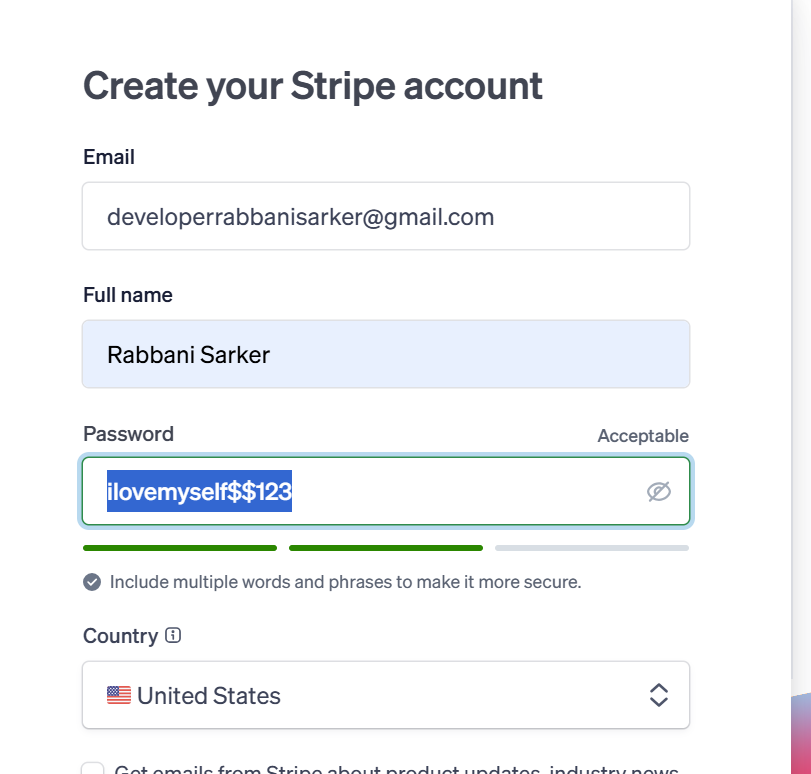 Create your Stripe account
Email
developerrabbanisarker@gmail.com
Full name
Rabbani Sarker
Password
Acceptable
ilovemyself$$123
Include multiple words and phrases to make it more secure.
Country
United States
Get emails from Stripe about product updates, industry news,